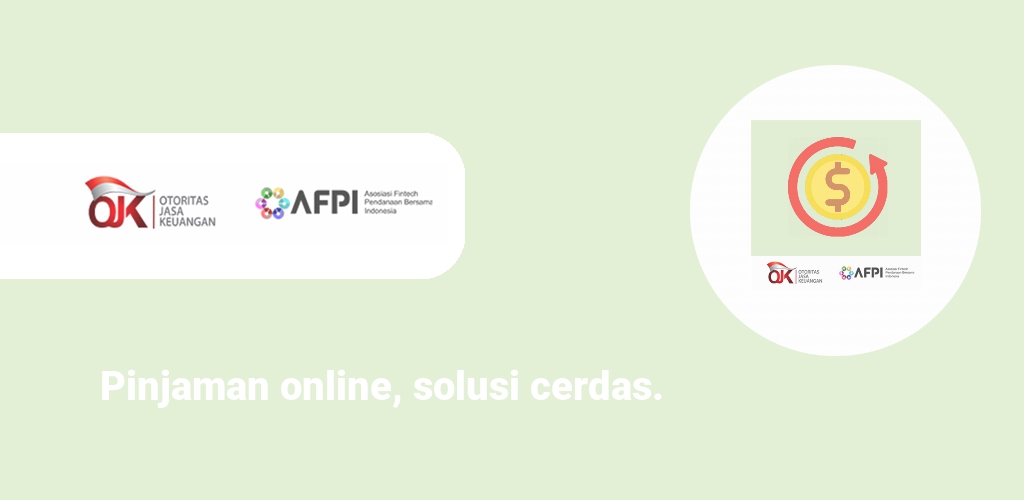 OJK OTORITAS
JASA
KEUANGAN
AFPI Asosiasi Fintech
Pendanaan Bersama
Indonesia
$
OJK OTORITAS
JASA
KEUANGAN
AFPI Asosiasi Fintech
Pendanaan Bersama
Indonesia
Pinjaman online, solusi cerdas.